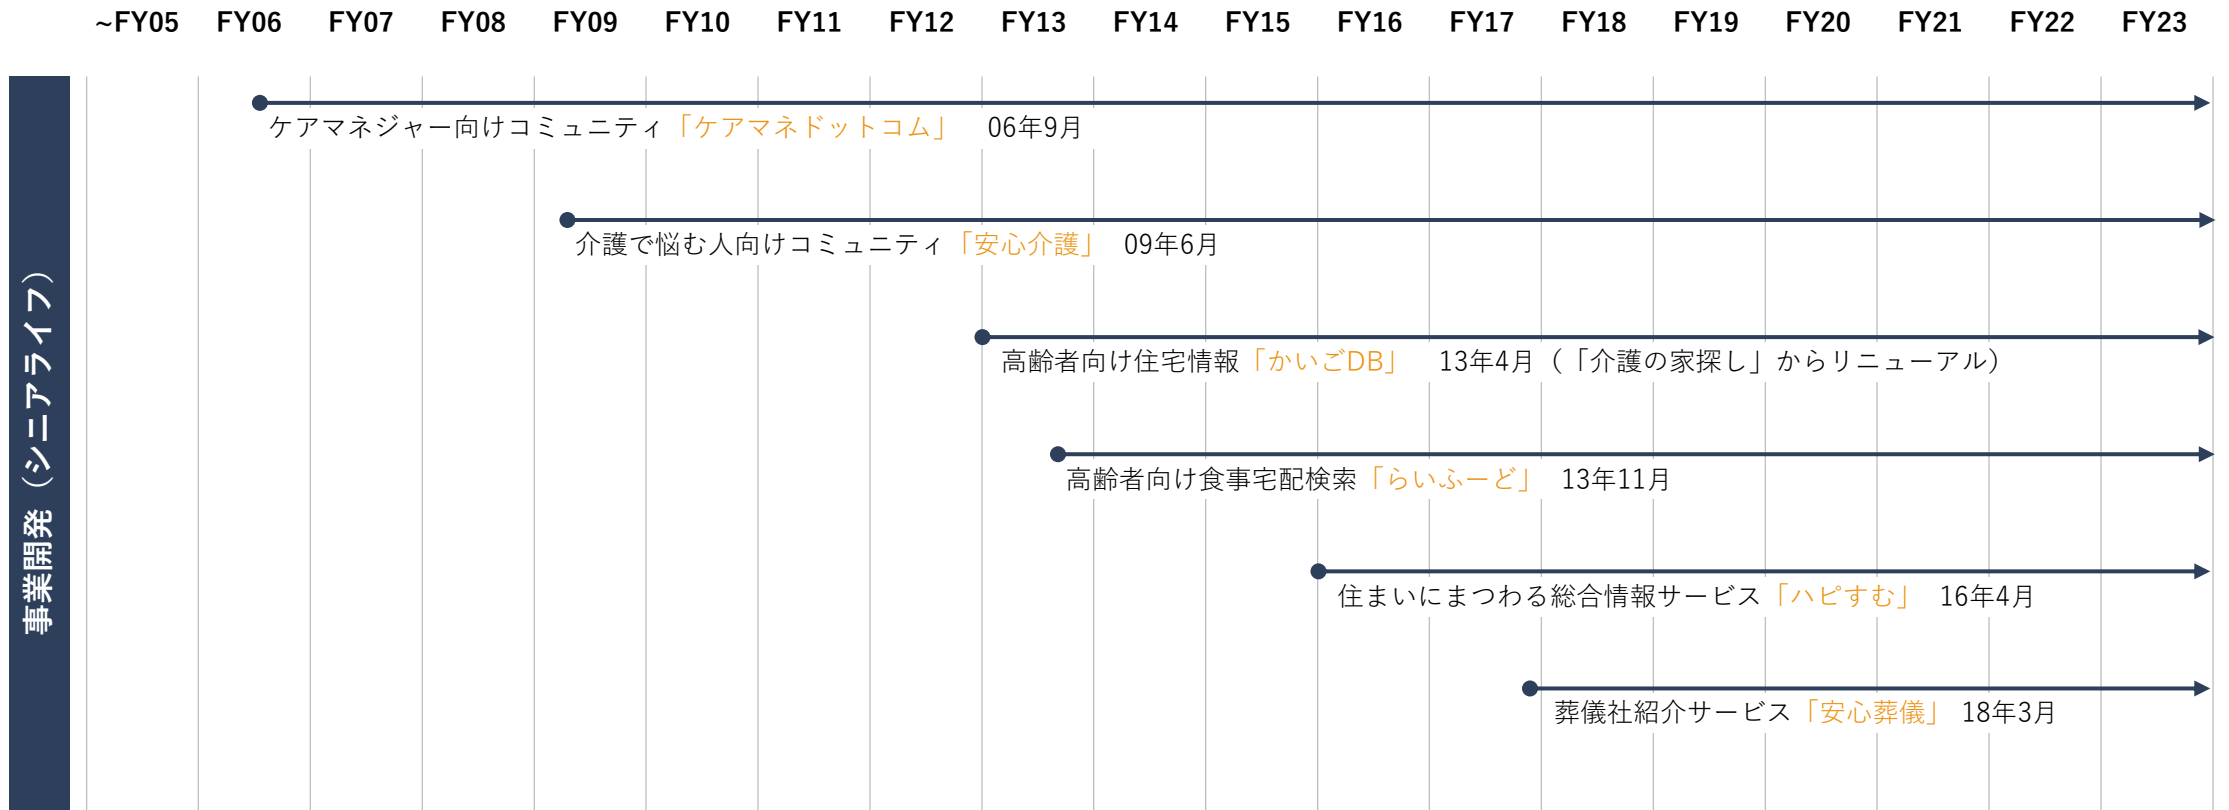 ~FY05 FY06 FY07 FY08 FY09 FY10 FY11 FY12 FY13 FY14 FY15 FY16 FY17 FY18 FY19 FY20 FY21 FY22 FY23
事業開発（シニアライフ）
ケアマネジャー向けコミュニティ「ケアマネドットコム」 06年9月
介護で悩む人向けコミュニティ「安心介護」 09年6月
高齢者向け住宅情報「かいごDB」 13年4月（「介護の家探し」からリニューアル）
高齢者向け食事宅配検索「らいふーど」 13年11月
住まいにまつわる総合情報サービス「ハピすむ」 16年4月
葬儀社紹介サービス「安心葬儀」 18年3月